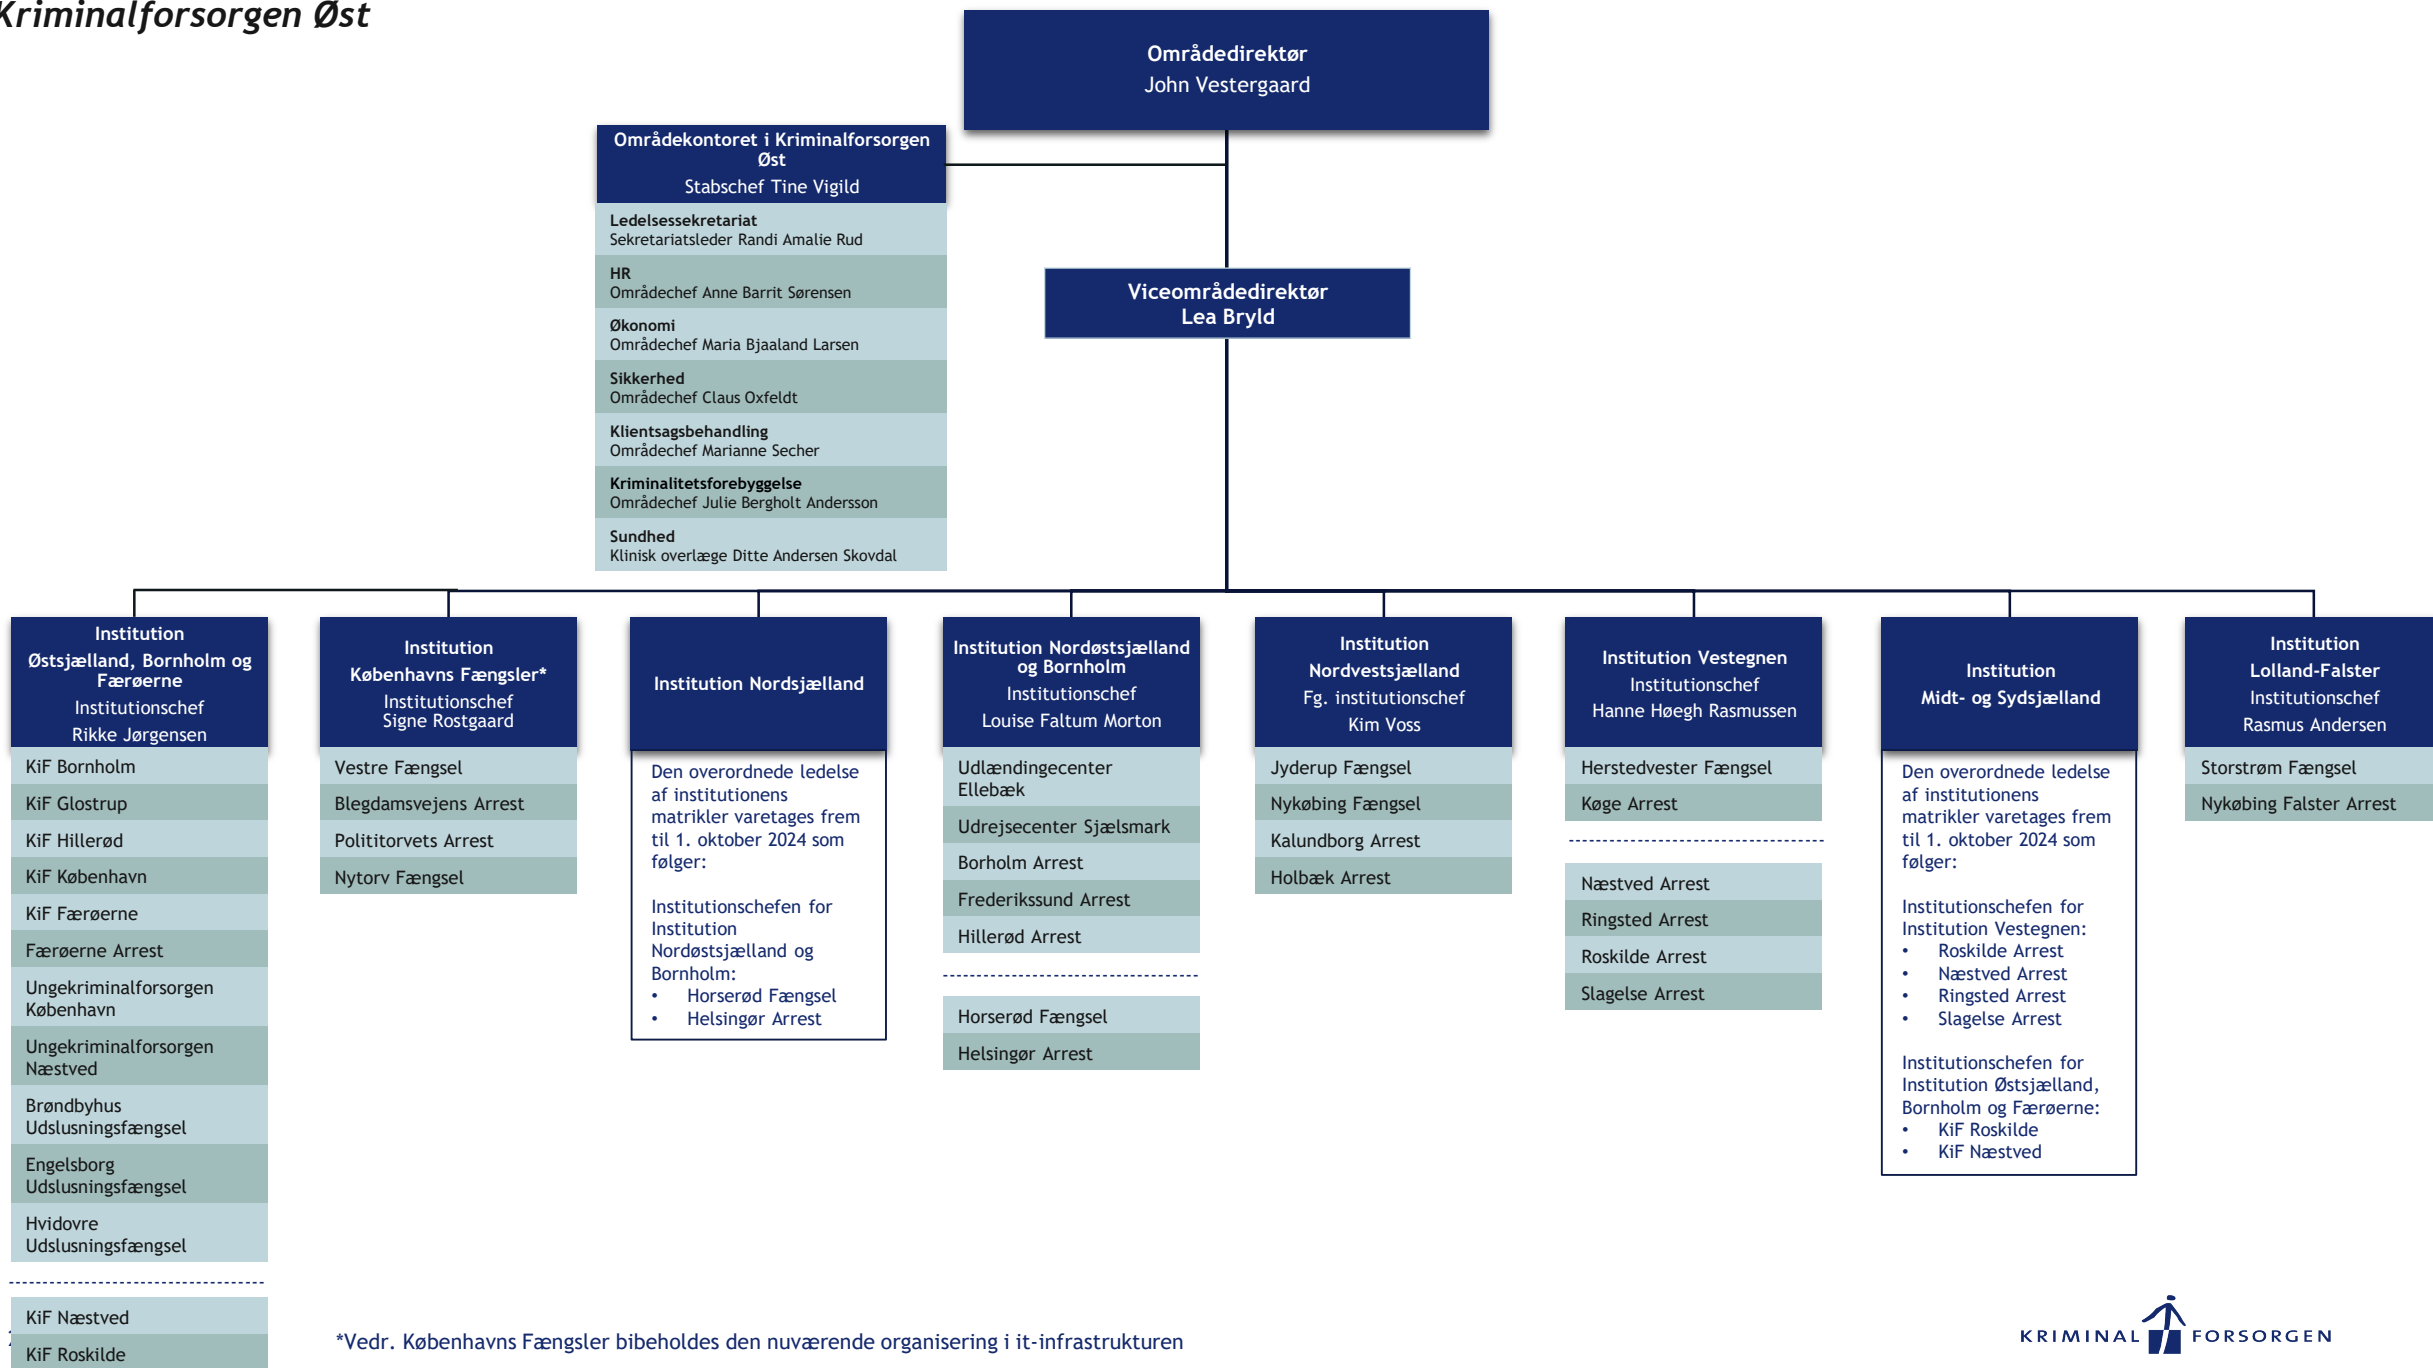 Kriminalforsorgen Øst
Områdedirektør
John Vestergaard
Områdekontoret i Kriminalforsorgen
Øst
Stabschef Tine Vigild
Ledelsessekretariat
Sekretariatsleder Randi Amalie Rud
HR
Områdechef Anne Barrit Sørensen
Økonomi
Områdechef Maria Bjaaland Larsen
Sikkerhed
Områdechef Claus Oxfeldt
Klientsagsbehandling
Områdechef Marianne Secher
Kriminalitetsforebyggelse
Områdechef Julie Bergholt Andersson
Sundhed
Klinisk overlæge Ditte Andersen Skovdal
Viceområdedirektør
Lea Bryld
Institution
Østsjælland, Bornholm og
Færøerne
Institutionschef
Rikke Jørgensen
KiF Bornholm
KiF Glostrup
KiF Hillerød
KiF København
KiF Færøerne
Færøerne Arrest
Ungekriminalforsorgen
København
Ungekriminalforsorgen
Næstved
Brøndbyhus
Udslusningsfængsel
Engelsborg
Udslusningsfængsel
Hvidovre
Udslusningsfængsel
KiF Næstved
KiF Roskilde
Institution
Københavns Fængsler*
Institutionschef
Signe Rostgaard
Vestre Fængsel
Blegdamsvejens Arrest
Polititorvets Arrest
Nytorv Fængsel
Institution Nordsjælland
Den overordnede ledelse
af institutionens
matrikler varetages frem
til 1. oktober 2024 som
følger:
Institutionschefen for
Institution
Nordøstsjælland og
Bornholm:
• Horserød Fængsel
• Helsingør Arrest
Institution Nordøstsjælland
og Bornholm
Institutionschef
Louise Faltum Morton
Udlændingecenter
Ellebæk
Udrejsecenter Sjælsmark
Borholm Arrest
Frederikssund Arrest
Hillerød Arrest
Horserød Fængsel
Helsingør Arrest
Institution
Nordvestsjælland
Fg. institutionschef
Kim Voss
Jyderup Fængsel
Nykøbing Fængsel
Kalundborg Arrest
Holbæk Arrest
Institution Vestegnen
Institutionschef
Hanne Høegh Rasmussen
Herstedvester Fængsel
Køge Arrest
Næstved Arrest
Ringsted Arrest
Roskilde Arrest
Slagelse Arrest
Institution
Midt- og Sydsjælland
Den overordnede ledelse
af institutionens
matrikler varetages frem
til 1. oktober 2024 som
følger:
Institutionschefen for
Institution Vestegnen:
• Roskilde Arrest
• Næstved Arrest
• Ringsted Arrest
• Slagelse Arrest
Institutionschefen for
Institution Østsjælland,
Bornholm og Færøerne:
• KiF Roskilde
• KiF Næstved
Institution
Lolland-Falster
Institutionschef
Rasmus Andersen
Storstrøm Fængsel
Nykøbing Falster Arrest
*Vedr. Københavns Fængsler bibeholdes den nuværende organisering i it-infrastrukturen
KRIMINAL FORSORGEN